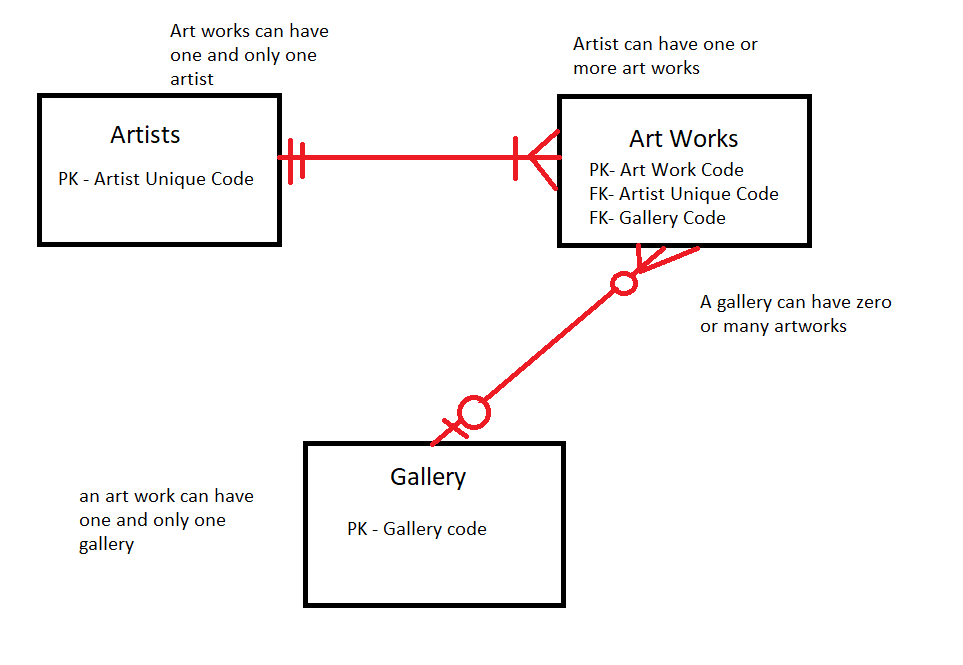 Art works can have
one and only one
artist
Artist can have one or
more art works
Artists
PK - Artist Unique Code
Art Works
PK- Art Work Code
FK- Artist Unique Code
FK- Gallery Code
A gallery can have zero
or many artworks
Gallery
PK - Gallery code
an art work can have
one and only one
gallery